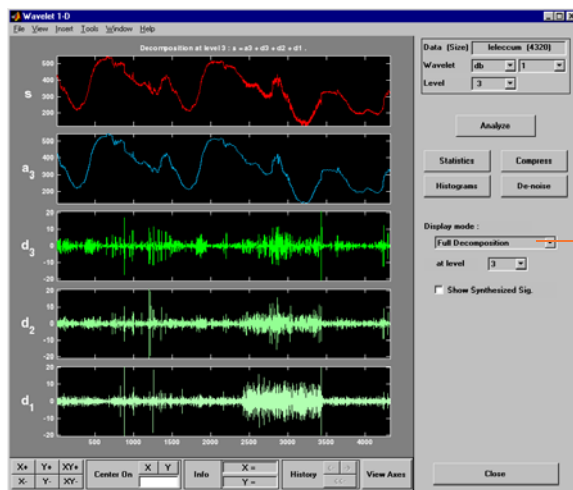 Wavelet 1-D
File View Insert Tools Window Help
Decomposition at level 3 : s = a3 + d3 + d2 + d1 .
s
500
400
300
200
a3
500
400
300
200
d3
20
10
0
-10
-20
d2
20
10
0
-10
-20
d1
20
10
0
-10
-20
500 1000 1500 2000 2500 3000 3500 4000
Data (Size) leleccum (4320)
Wavelet db 1
Level 3
Analyze
Statistics Compress
Histograms De-noise
Display mode :
Full Decomposition
at level 3
Show Synthesized Sig.
X+ Y+ XY+
X- Y- XY-
Center On X Y
Info X =
Y =
History <- ->
<<-
View Axes
Close